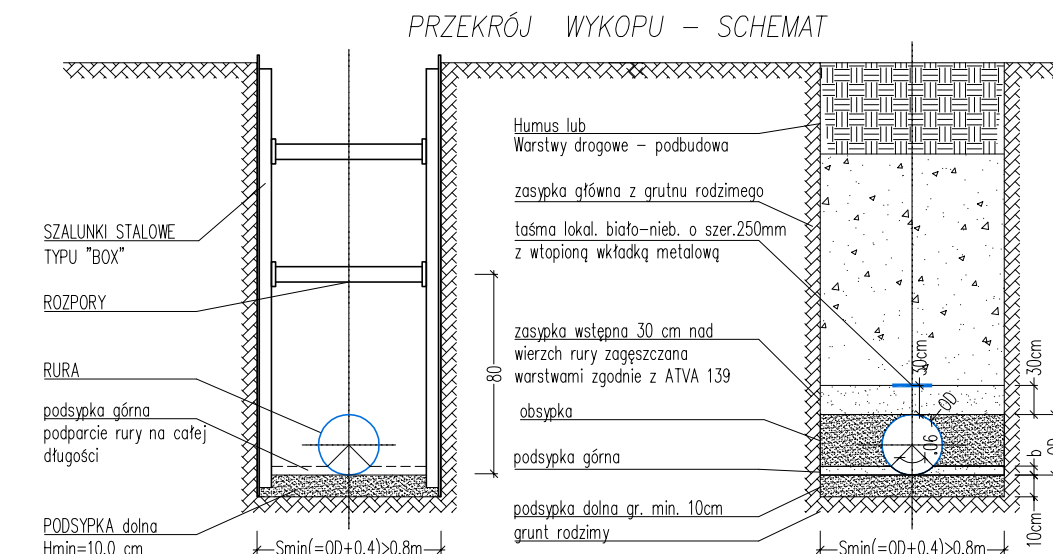 PRZEKRÓJ WYKOPU – SCHEMAT
SZALUNKI STALOWE
TYPU "BOX"
ROZPORY
RURA
podsypka górna
podparcie rury na całej
długości
PODSYPKA dolna
Hmin=10,0 cm
80
Smin(=OD+0,4)>0,8m
Humus lub
Warstwy drogowe – podbudowa
zasypka główna z grutnu rodzimego
taśma lokal. biało-nieb. o szer.250mm
z wtopioną wkładką metalową
zasypka wstępna 30 cm nad
wierzch rury zagęszczana
warstwami zgodnie z ATVA 139
obsypka
podsypka górna
podsypka dolna gr. min. 10cm
grunt rodzimy
30cm
OD
90°
30cm
b
OD
10cm
Smin(=OD+0,4)>0,8m